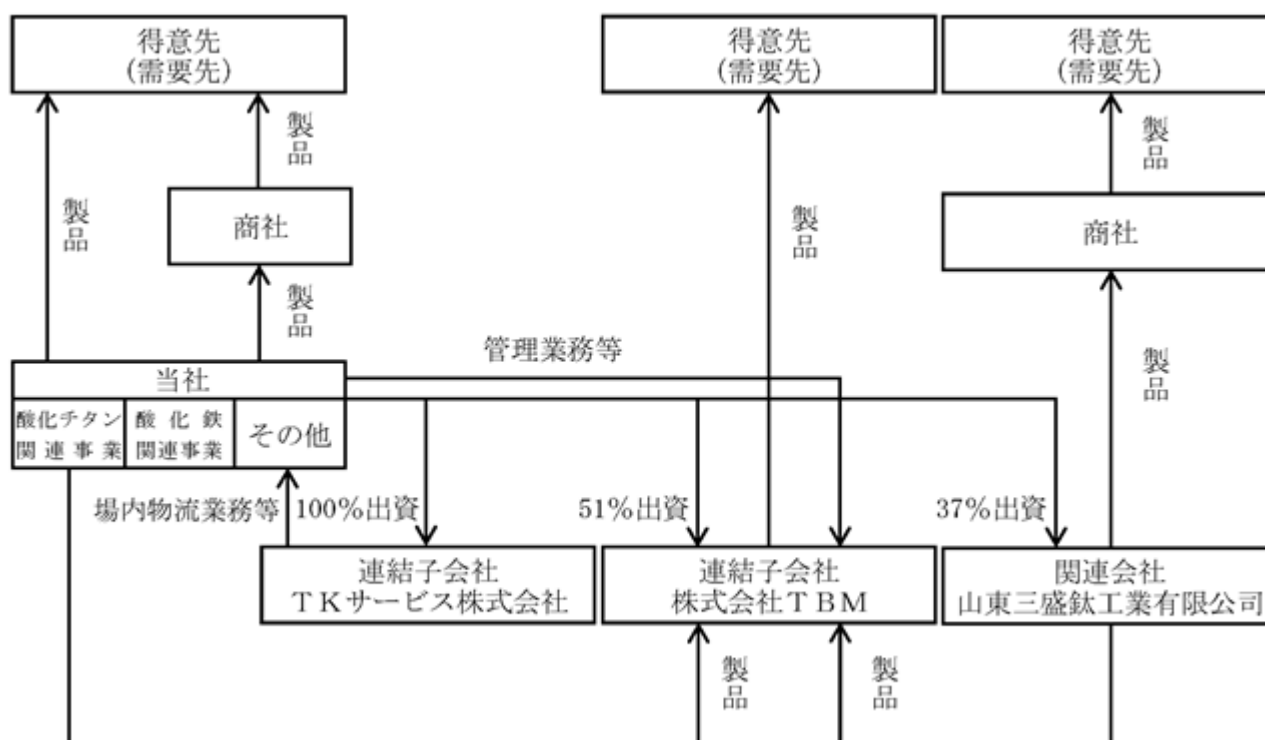 得意先
(需要先)
得意先
(需要先)
得意先
(需要先)
製品
製品
商社
製品
製品
商社
製品
製品
管理業務等
製品
当社
酸化チタン
関連事業
酸化鉄
関連事業
その他
場内物流業務等
100%出資
51%出資
37%出資
連結子会社
TKサービス株式会社
連結子会社
株式会社TBM
関連会社
山東三盛鈦工業有限公司
製品
製品